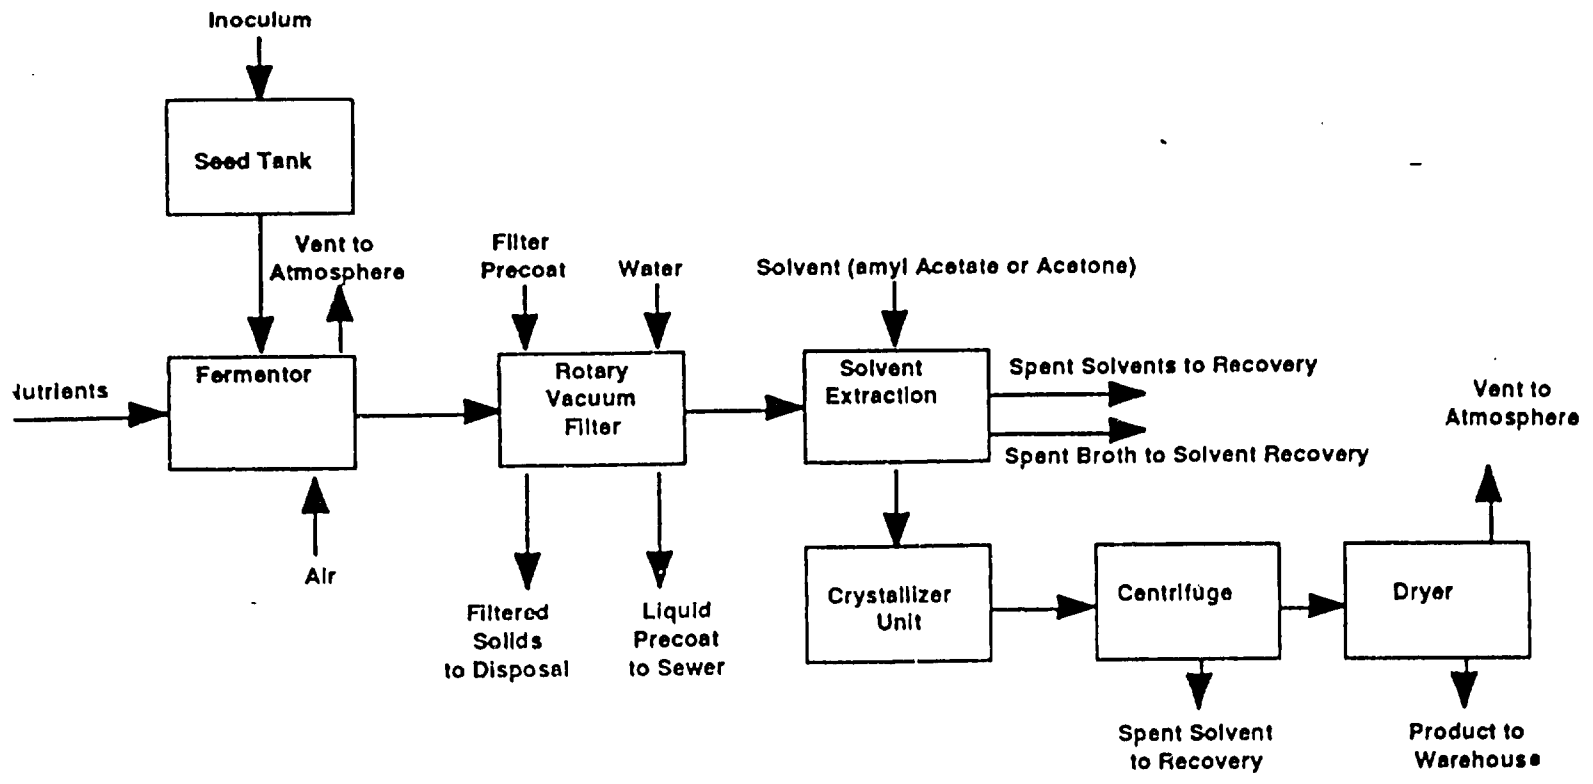 Inoculum
Seed Tank
Vent to
Atmosphere
Filter
Precoat
Water
Solvent (amyl Acetate or Acetone)
Nutrients
Fermentor
Rotary
Vacuum
Filter
Solvent
Extraction
Spent Solvents to Recovery
Spent Broth to Solvent Recovery
Vent to
Atmosphere
Air
Filtered
Solids
to Disposal
Liquid
Precoat
to Sewer
Crystallizer
Unit
Centrifuge
Dryer
Spent Solvent
to Recovery
Product to
Warehouse